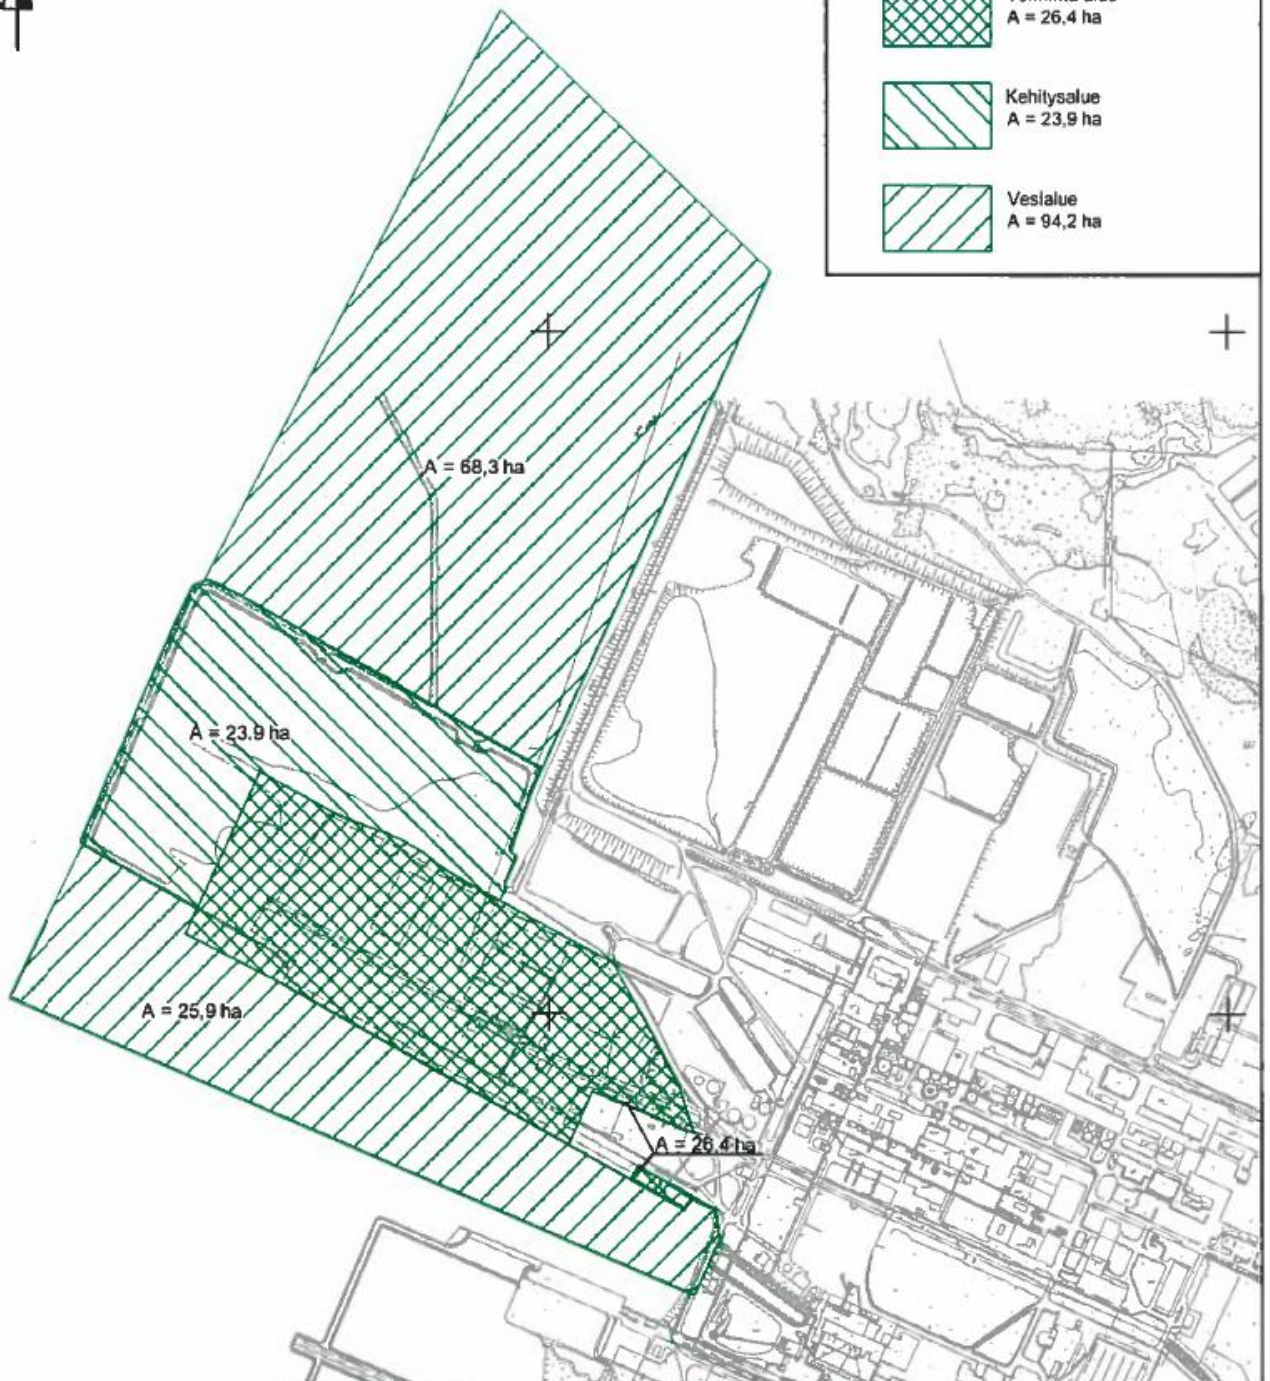 A = 26,4 ha
Kehitysalue
A = 23,9 ha
Vesialue
A = 94,2 ha
A = 68,3 ha
A = 23.9 ha
A = 25,9 ha
A = 26.4 ha